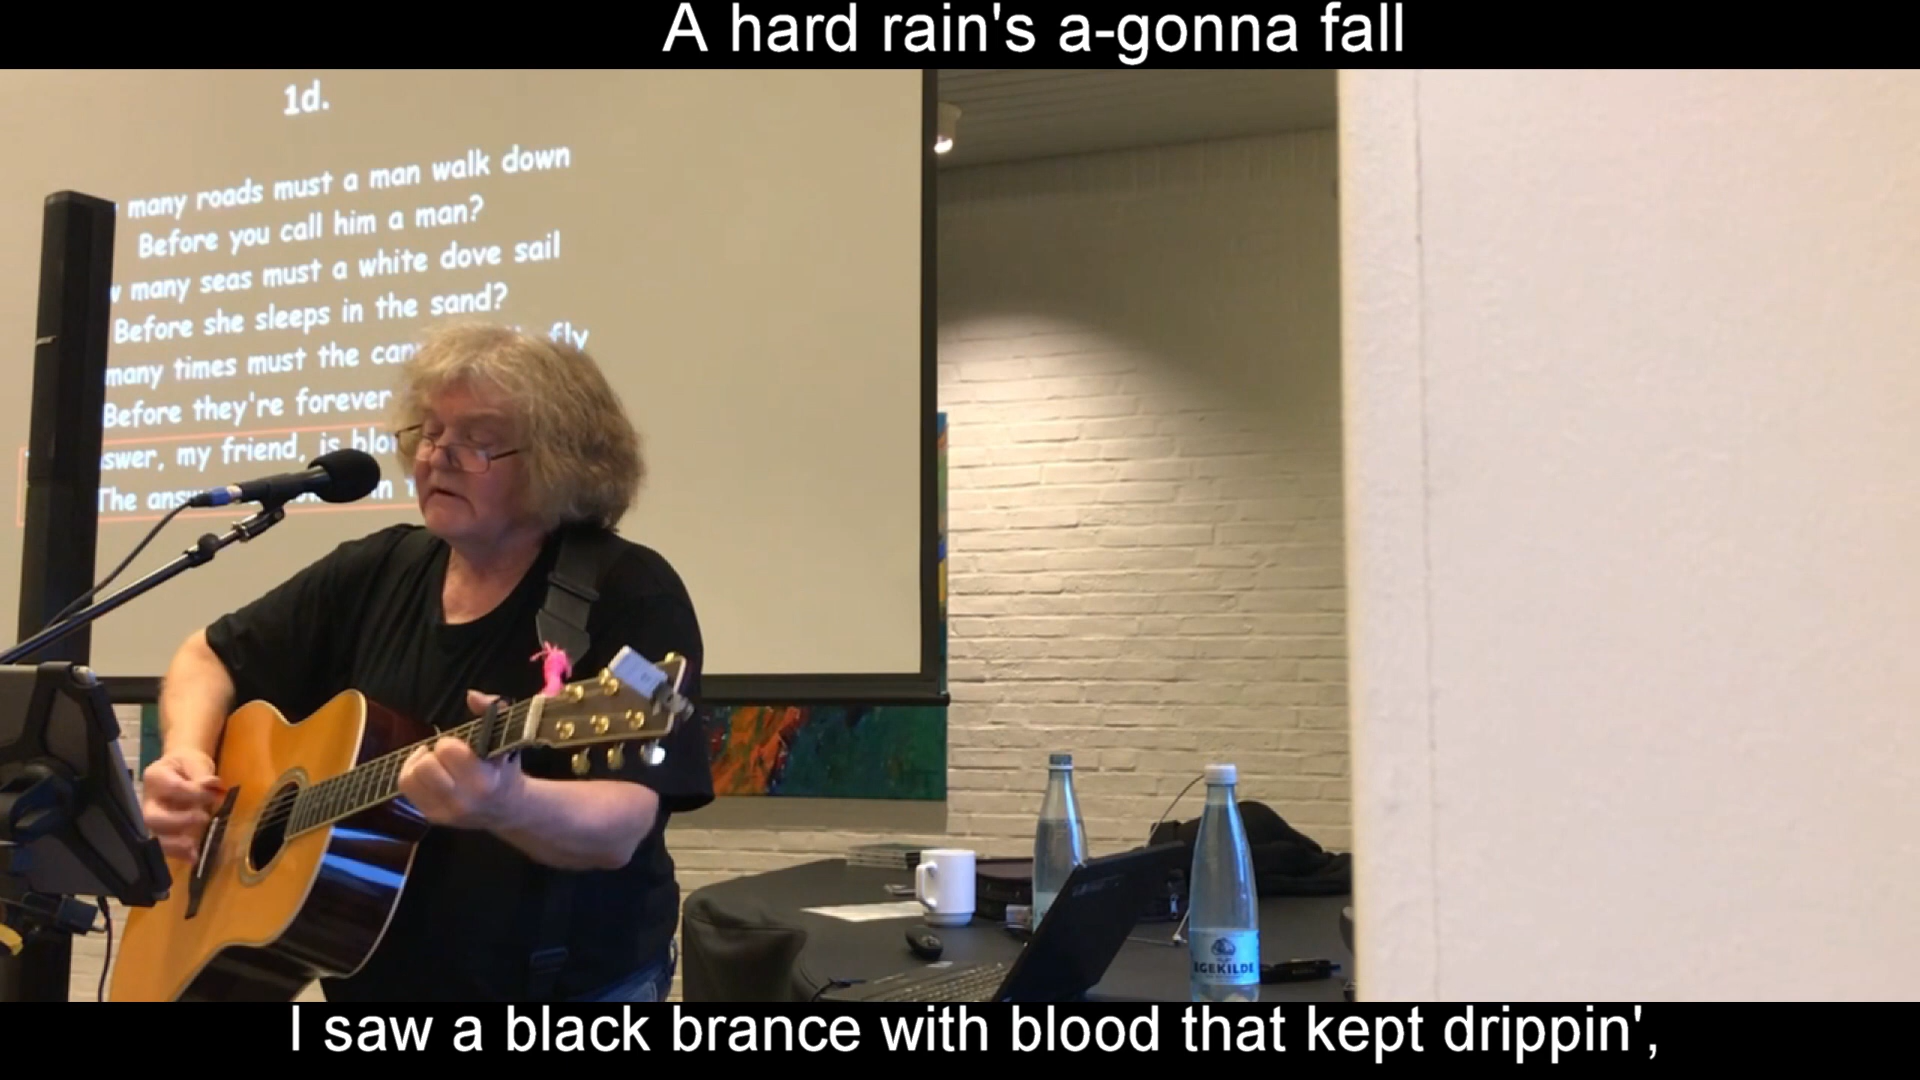 A hard rain's a-gonna fall
1d.
many roads must a man walk down
Before you call him a man?
many seas must a white dove sail
Before she sleeps in the sand?
many times must the fly
Before they're forever
my friend, is
The
EGEKILDE
I saw a black brance with blood that kept drippin',